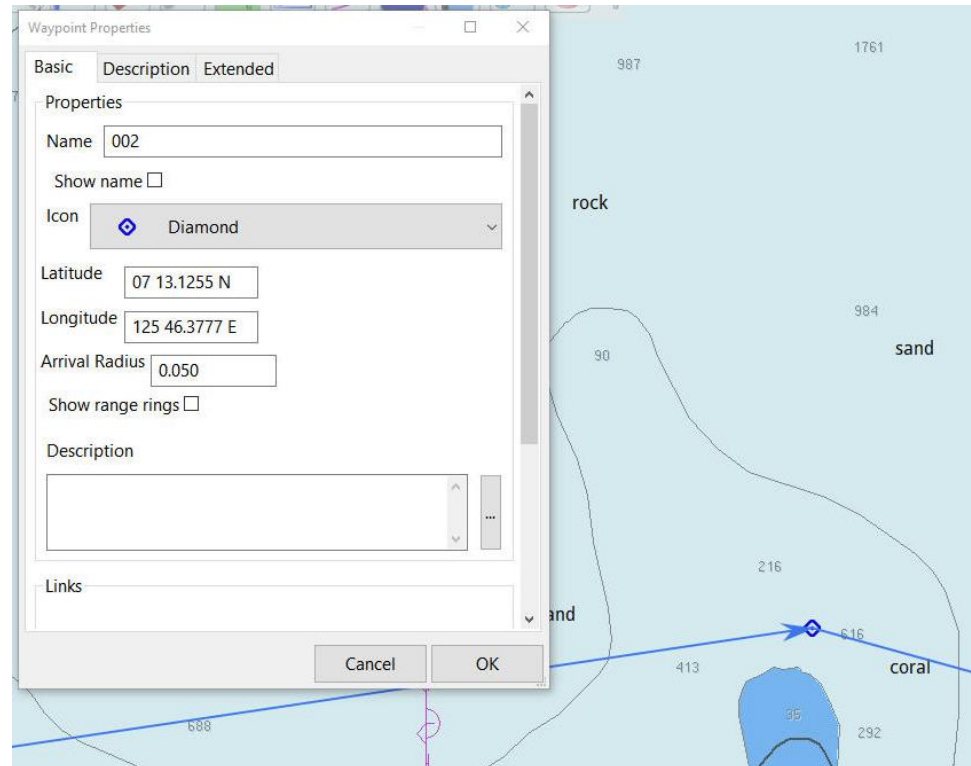 Waypoint Properties
Basic Description Extended
Properties
Name 002
Show name
Icon Diamond
Latitude 07 13.1255 N
Longitude 125 46.3777 E
Arrival Radius 0.050
Show range rings
Description
...
Links
Cancel OK
1761
987
rock
984
sand
90
216
and
616
413
coral
35
688
292